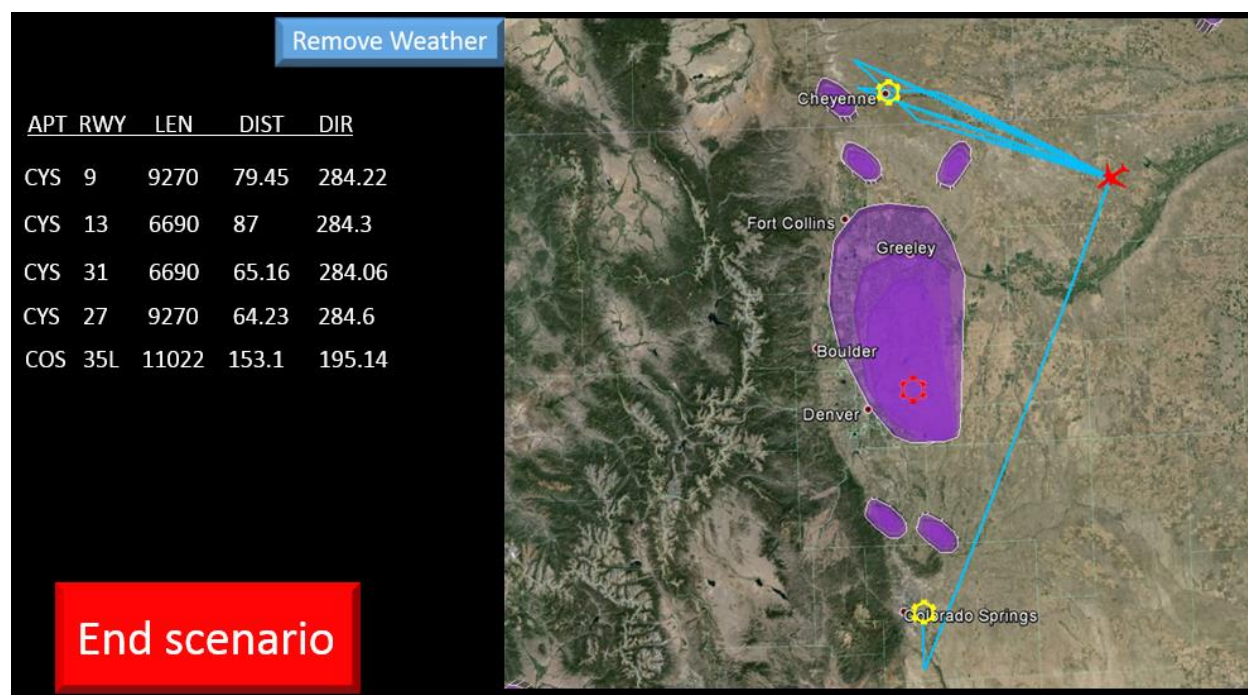 Remove Weather
APT RWY LEN DIST DIR
CYS 9 9270 79.45 284.22
CYS 13 6690 87 284.3
CYS 31 6690 65.16 284.06
CYS 27 9270 64.23 284.6
COS 35L 11022 153.1 195.14
End scenario
Cheyenne
Fort Collins
Greeley
Boulder
Denver
Colorado Springs